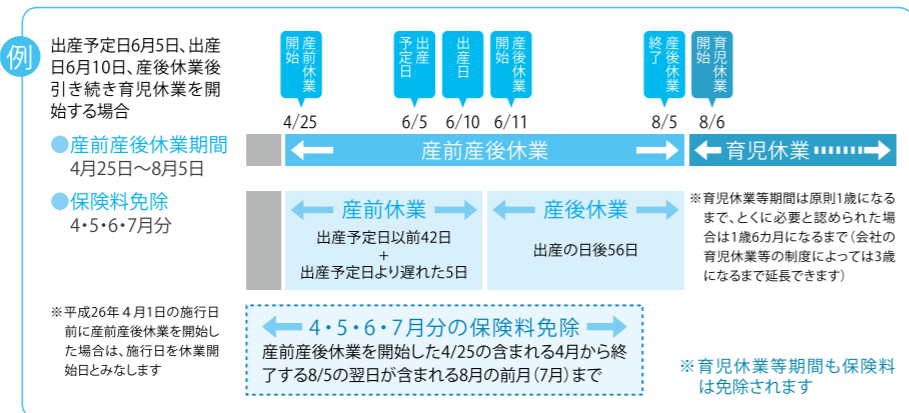 例
出産予定日6月5日、出産
日6月10日、産後休業後
引き続き育児休業を開
始する場合
産前休業
開始
出産
予定日
出産日
産後休業
開始
産後休業
終了
育児休業
開始
4/25
6/5
6/10
6/11
8/5
8/6
●産前産後休業期間
4月25日〜8月5日
産前産後休業
育児休業
●保険料免除
4・5・6・7月分
産前休業
出産予定日以前42日
+
出産予定日より遅れた5日
産後休業
出産の日後56日
※育児休業等期間は原則1歳になる
まで、とくに必要と認められた場
合は1歳6カ月になるまで（会社の
育児休業等の制度によっては3歳
になるまで延長できます）
※平成26年4月1日の施行日
前に産前産後休業を開始し
た場合は、施行日を休業開
始日とみなします
4・5・6・7月分の保険料免除
産前産後休業を開始した4/25の含まれる4月から終
了する8/5の翌日が含まれる8月の前月（7月）まで
※育児休業等期間も保険料
は免除されます